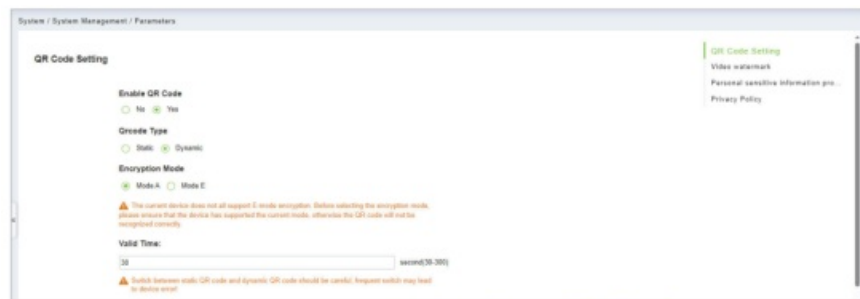 System / System Management / Parameters
QR Code Setting
Enable QR Code
No Yes
Qrcode Type
Static Dynamic
Encryption Mode
Mode A Mode E
The current device does not all support E-mode encryption. Before selecting the encryption mode,
please ensure that the device has supported the current mode, otherwise the QR code will not be
recognized correctly.
Valid Time:
30 second(30-300)
Switch between static QR code and dynamic QR code should be careful, frequent switch may lead
to device error!
QR Code Setting
Video watermark
Personal sensitive information pro...
Privacy Policy